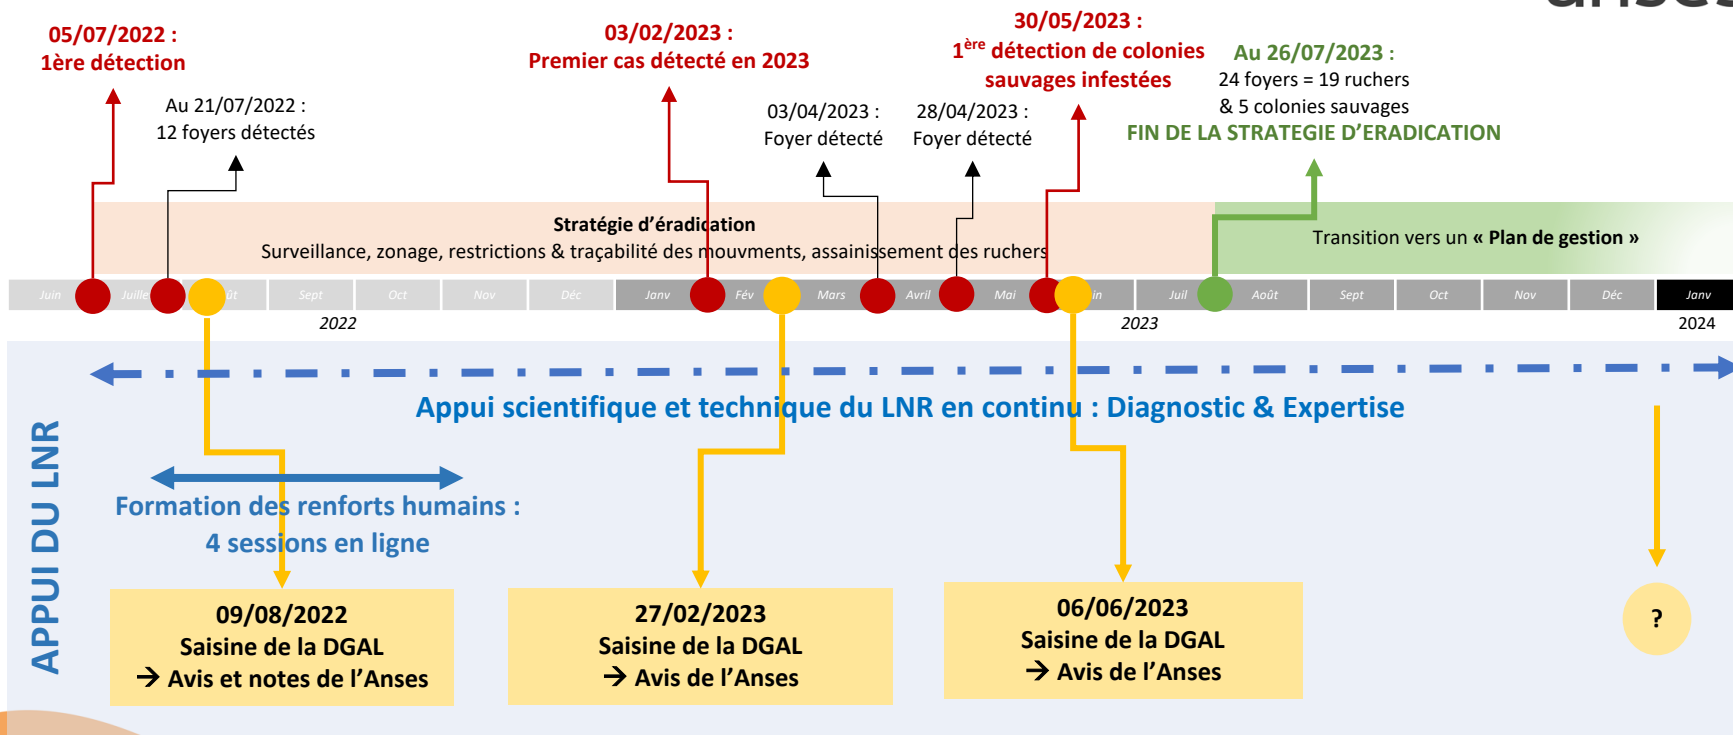 anses
05/07/2022 :
1ère détection
Au 21/07/2022 :
12 foyers détectés
03/02/2023 :
Premier cas détecté en 2023
03/04/2023 :
Foyer détecté
28/04/2023 :
Foyer détecté
30/05/2023 :
1ère détection de colonies
sauvages infestées
Au 26/07/2023 :
24 foyers = 19 ruchers
& 5 colonies sauvages
FIN DE LA STRATEGIE D'ERADICATION
Stratégie d'éradication
Surveillance, zonage, restrictions & traçabilité des mouvments, assainissement des ruchers
Transition vers un « Plan de gestion »
Juin Juille ût Sept Oct Nov Déc Janv Fév Mars Avril Mai in Juil Août Sept Oct Nov Déc Janv
2022 2023 2024
Appui scientifique et technique du LNR en continu : Diagnostic & Expertise
APPUI DU LNR
Formation des renforts humains :
4 sessions en ligne
09/08/2022
Saisine de la DGAL
→ Avis et notes de l'Anses
27/02/2023
Saisine de la DGAL
→ Avis de l'Anses
06/06/2023
Saisine de la DGAL
→ Avis de l'Anses
?